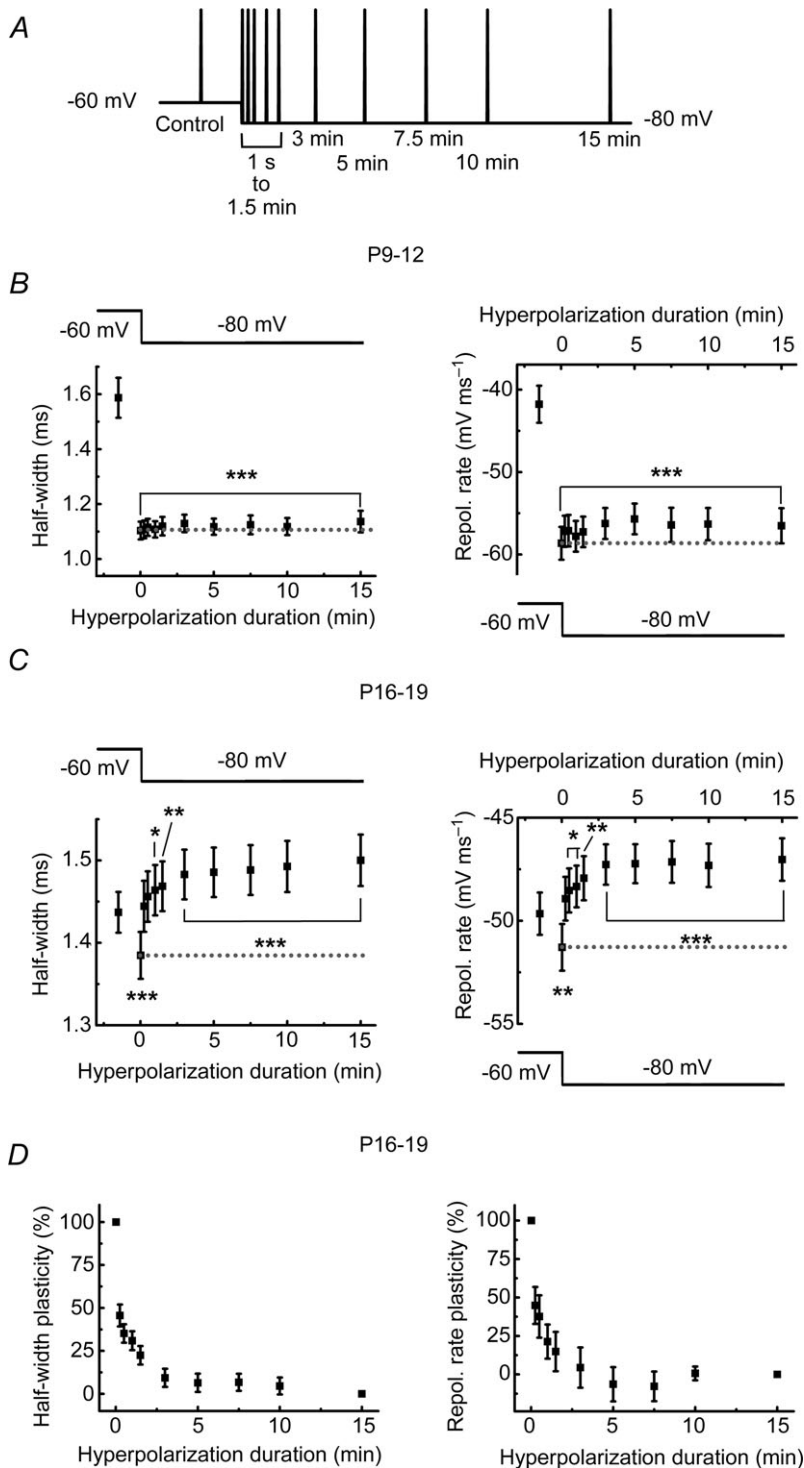 A
-60 mV
Control
-80 mV
3 min
7.5 min
15 min
1 s
5 min
10 min
to
1.5 min
P9-12
B
-60 mV
-80 mV
Half-width (ms)
1.6
1.4
1.2
1.0
***
0
5
10
15
Hyperpolarization duration (min)
Hyperpolarization duration (min)
0
5
10
15
Repol. rate (mV ms−1)
-40
-50
-60
***
-60 mV
-80 mV
C
P16-19
-60 mV
-80 mV
Half-width (ms)
1.5
1.4
1.3
*
**
***
***
0
5
10
15
Hyperpolarization duration (min)
Hyperpolarization duration (min)
0
5
10
15
Repol. rate (mV ms−1)
-45
-50
-55
*
**
***
**
-60 mV
-80 mV
P16-19
D
Half-width plasticity (%)
100
75
50
25
0
0
5
10
15
Hyperpolarization duration (min)
Repol. rate plasticity (%)
100
75
50
25
0
0
5
10
15
Hyperpolarization duration (min)